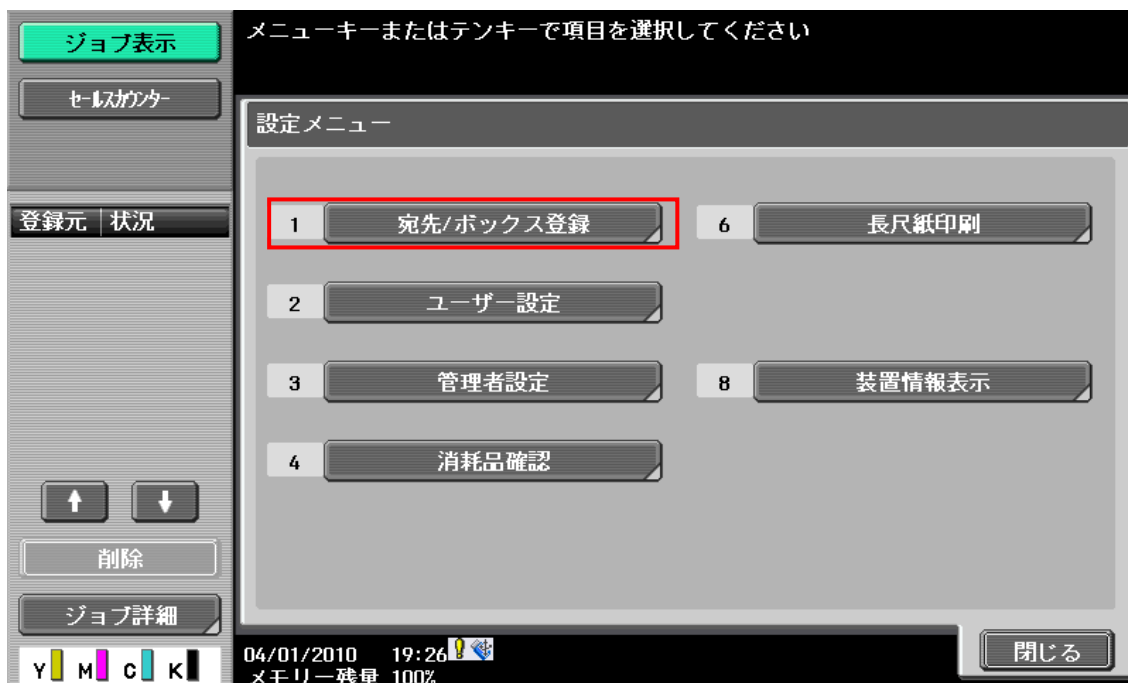 ジョブ表示
メニューキーまたはテンキーで項目を選択してください
セールスカウンター
設定メニュー
登録元 状況
1 宛先/ボックス登録
6 長尺紙印刷
2 ユーザー設定
3 管理者設定
8 装置情報表示
4 消耗品確認
削除
ジョブ詳細
閉じる
Y M C K
04/01/2010 19:26
メモリー残量 100%